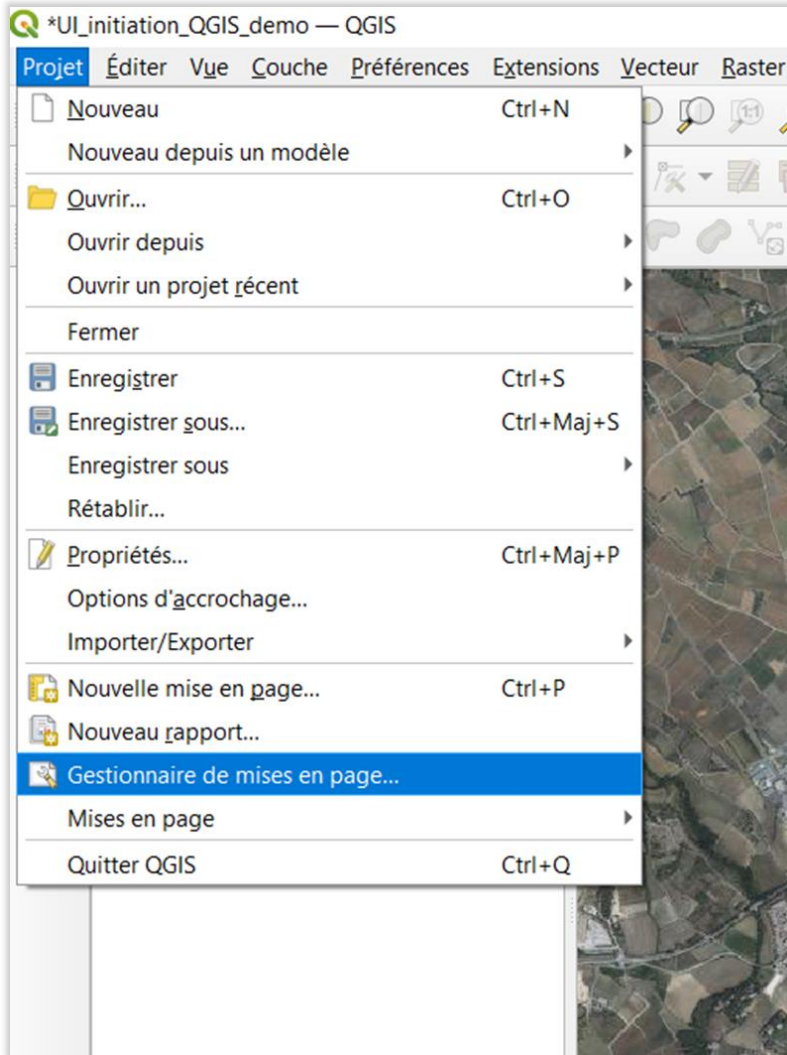 *UI_initiation_QGIS_demo — QGIS
Projet Éditer Vue Couche Préférences Extensions Vecteur Raster
Nouveau Ctrl+N
1:1
Nouveau depuis un modèle
Ouvrir... Ctrl+O
Ouvrir depuis
Ouvrir un projet récent
Fermer
Enregistrer Ctrl+S
Enregistrer sous... Ctrl+Maj+S
Enregistrer sous
Rétablir...
Propriétés... Ctrl+Maj+P
Options d'accrochage...
Importer/Exporter
Nouvelle mise en page... Ctrl+P
Nouveau rapport...
Gestionnaire de mises en page...
Mises en page
Quitter QGIS Ctrl+Q